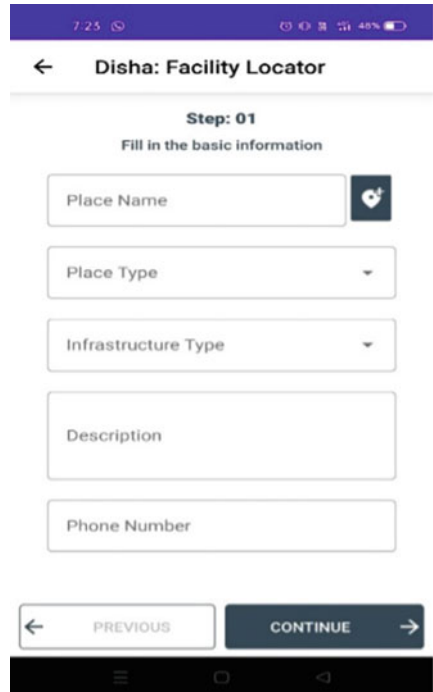 7:23 48%
Disha: Facility Locator
Step: 01
Fill in the basic information
Place Name
Place Type
Infrastructure Type
Description
Phone Number
PREVIOUS CONTINUE